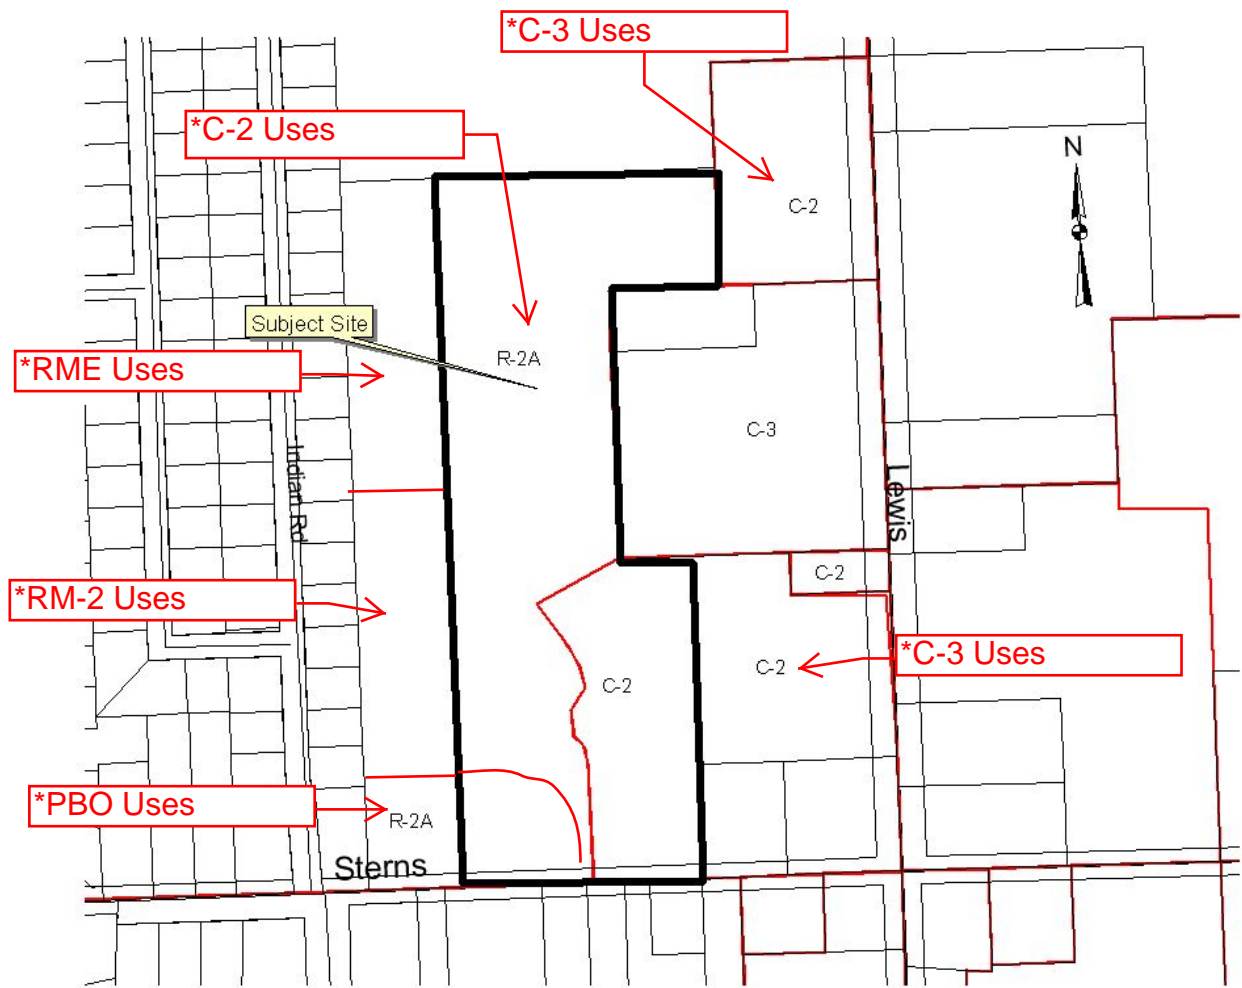 *C-3 Uses
*C-2 Uses
N
C-2
Subject Site
R-2A
*RME Uses
C-3
Indian Rd
Lewis
C-2
*RM-2 Uses
*C-3 Uses
C-2
C-2
*PBO Uses
R-2A
Sterns